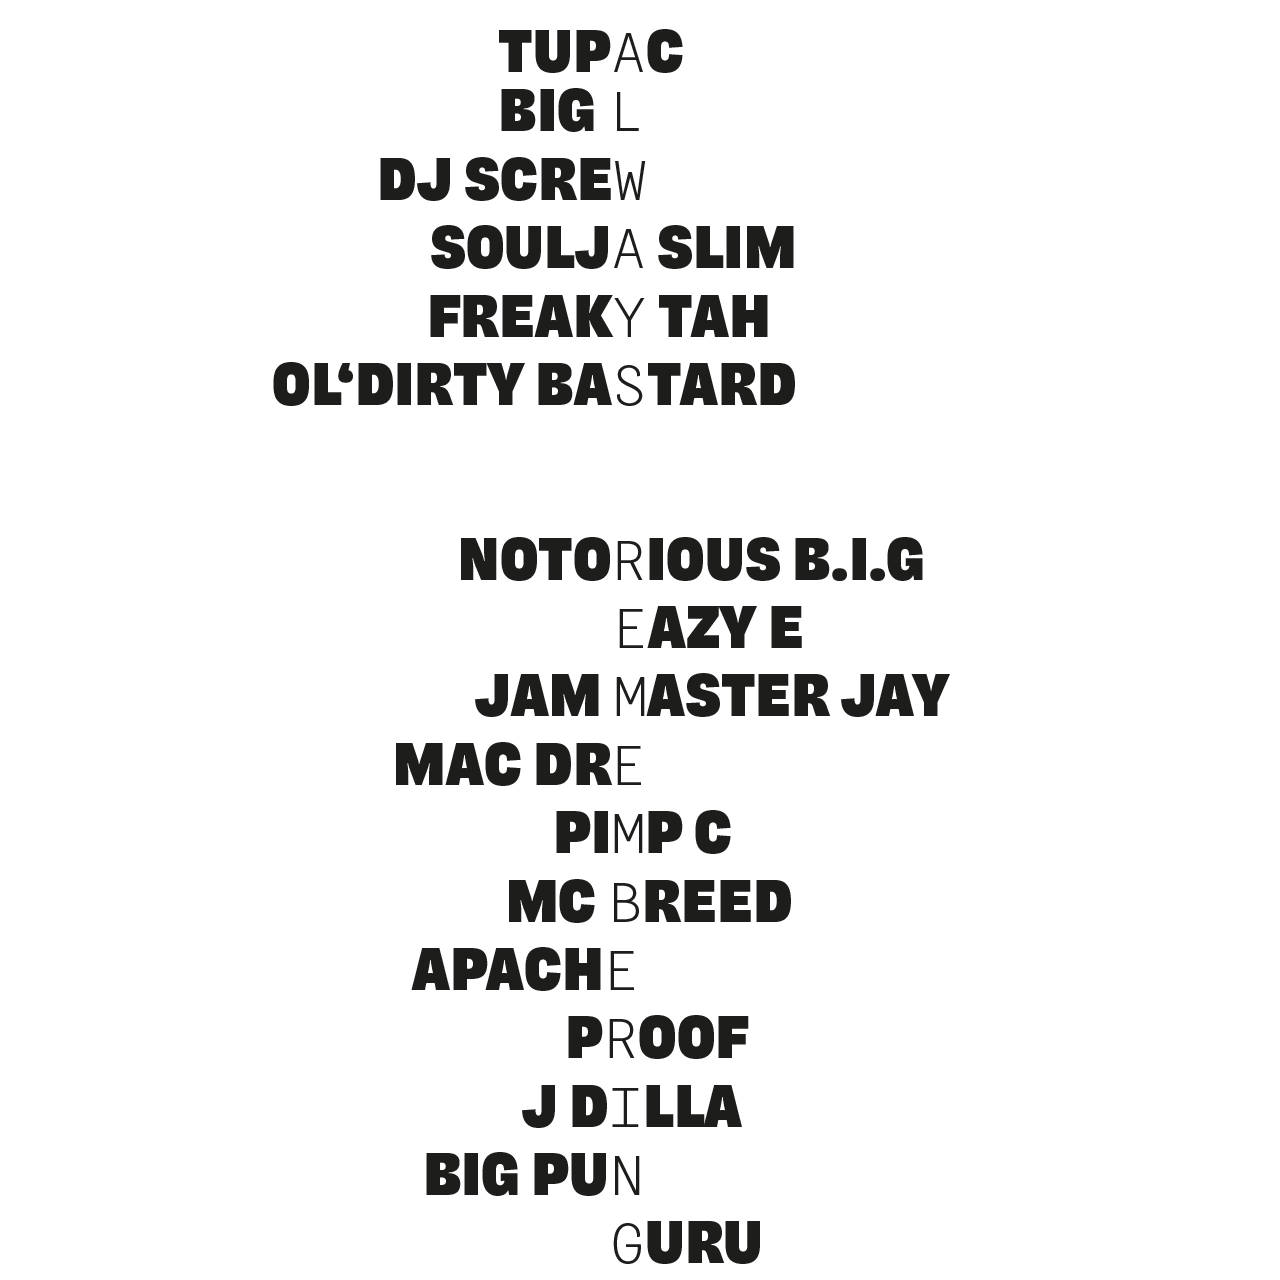 TUPAC
BIG L
DJ SCREW
SOULJA SLIM
FREAKY TAH
OL‘DIRTY BASTARD
NOTORIOUS B.I.G
EAZY E
JAM MASTER JAY
MAC DRE
PIMP C
MC BREED
APACHE
PROOF
J DILLA
BIG PUN
GURU